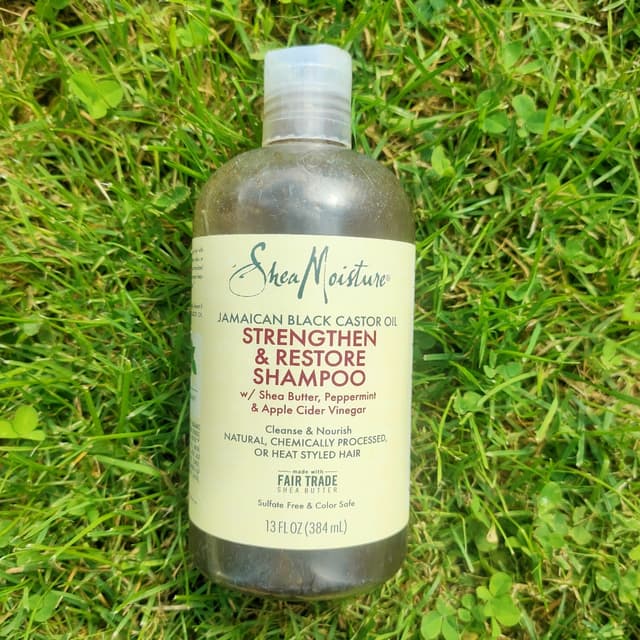 SheaMoisture®
JAMAICAN BLACK CASTOR OIL
STRENGTHEN
& RESTORE
SHAMPOO
w/ Shea Butter, Peppermint
& Apple Cider Vinegar
Cleanse & Nourish
NATURAL, CHEMICALLY PROCESSED,
OR HEAT STYLED HAIR
made with
FAIR TRADE
SHEA BUTTER
Sulfate Free & Color Safe
13 FL OZ (384 mL)